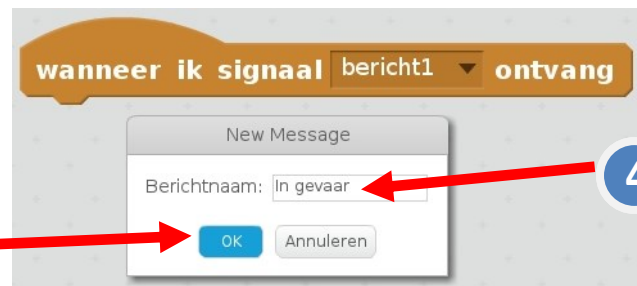 wanneer ik signaal bericht1 ontvang
New Message
Berichtnaam: In gevaar
4
OK Annuleren